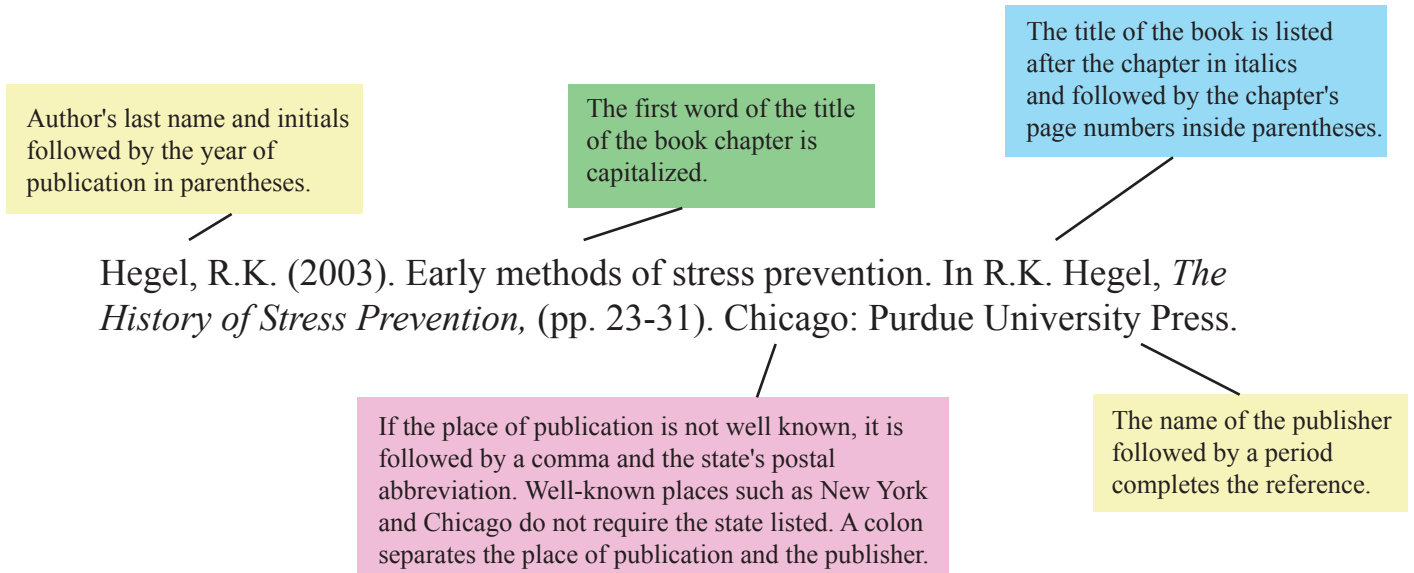 The title of the book is listed
after the chapter in italics
and followed by the chapter's
page numbers inside parentheses.
Author's last name and initials
followed by the year of
publication in parentheses.
The first word of the title
of the book chapter is
capitalized.
Hegel, R.K. (2003). Early methods of stress prevention. In R.K. Hegel, The
History of Stress Prevention, (pp. 23-31). Chicago: Purdue University Press.
If the place of publication is not well known, it is
followed by a comma and the state's postal
abbreviation. Well-known places such as New York
and Chicago do not require the state listed. A colon
separates the place of publication and the publisher.
The name of the publisher
followed by a period
completes the reference.